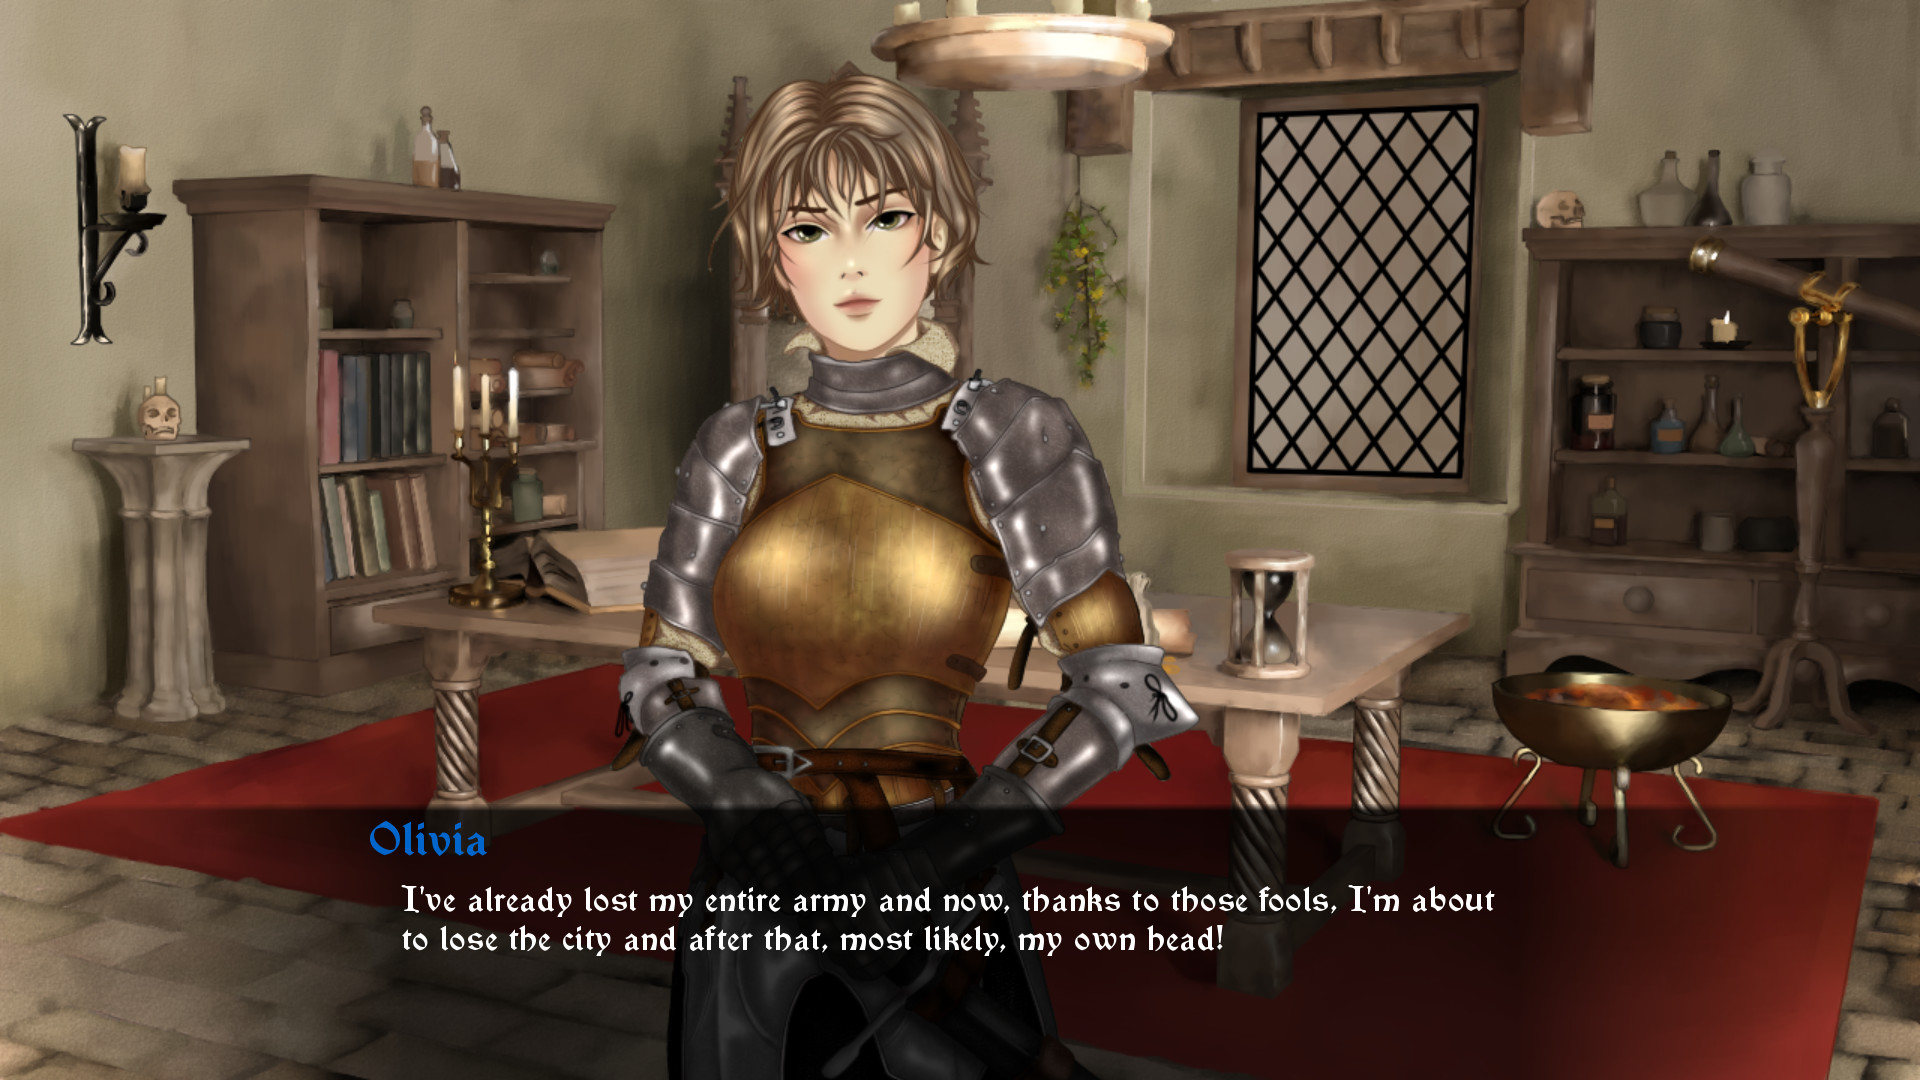 Olivia
I've already lost my entire army and now, thanks to those fools, I'm about
to lose the city and after that, most likely, my own head!